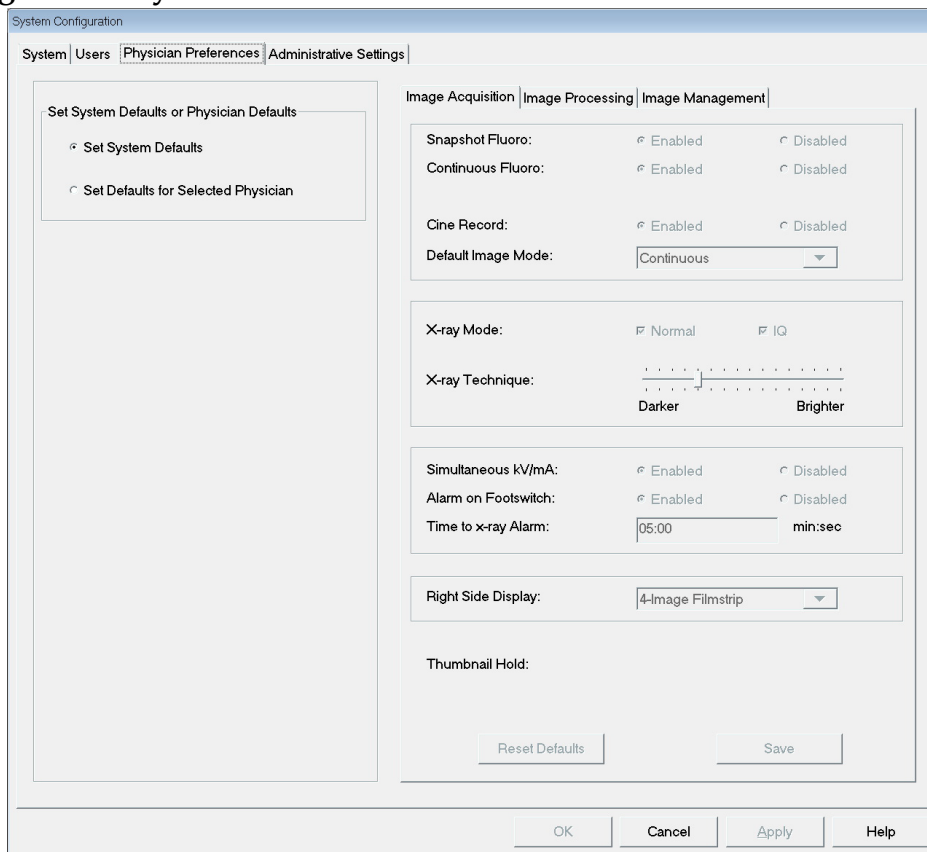 System Configuration
System Users Physician Preferences Administrative Settings
Set System Defaults or Physician Defaults
Set System Defaults
Set Defaults for Selected Physician
Image Acquisition Image Processing Image Management
Snapshot Fluoro: Enabled Disabled
Continuous Fluoro: Enabled Disabled
Cine Record: Enabled Disabled
Default Image Mode: Continuous
X-ray Mode: Normal IQ
X-ray Technique:
Darker Brighter
Simultaneous kV/mA: Enabled Disabled
Alarm on Footswitch: Enabled Disabled
Time to x-ray Alarm: 05:00 min:sec
Right Side Display: 4-Image Filmstrip
Thumbnail Hold:
Reset Defaults Save
OK Cancel Apply Help